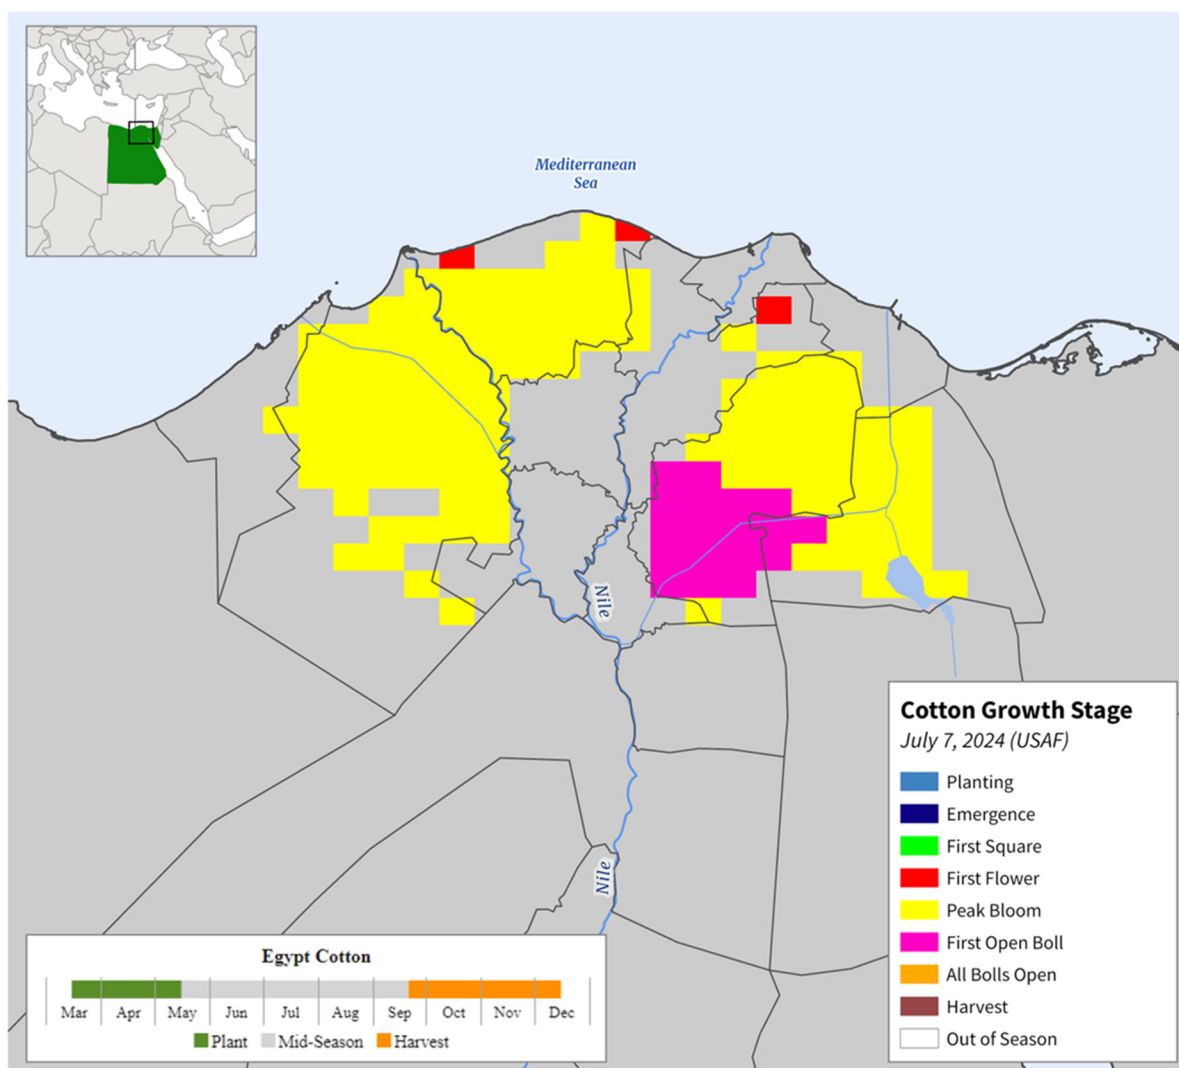 Mediterranean
Sea
Nile
Nile
Cotton Growth Stage
July 7, 2024 (USAF)
Planting
Emergence
First Square
First Flower
Peak Bloom
First Open Boll
All Bolls Open
Harvest
Out of Season
Egypt Cotton
Mar Apr May Jun Jul Aug Sep Oct Nov Dec
Plant Mid-Season Harvest